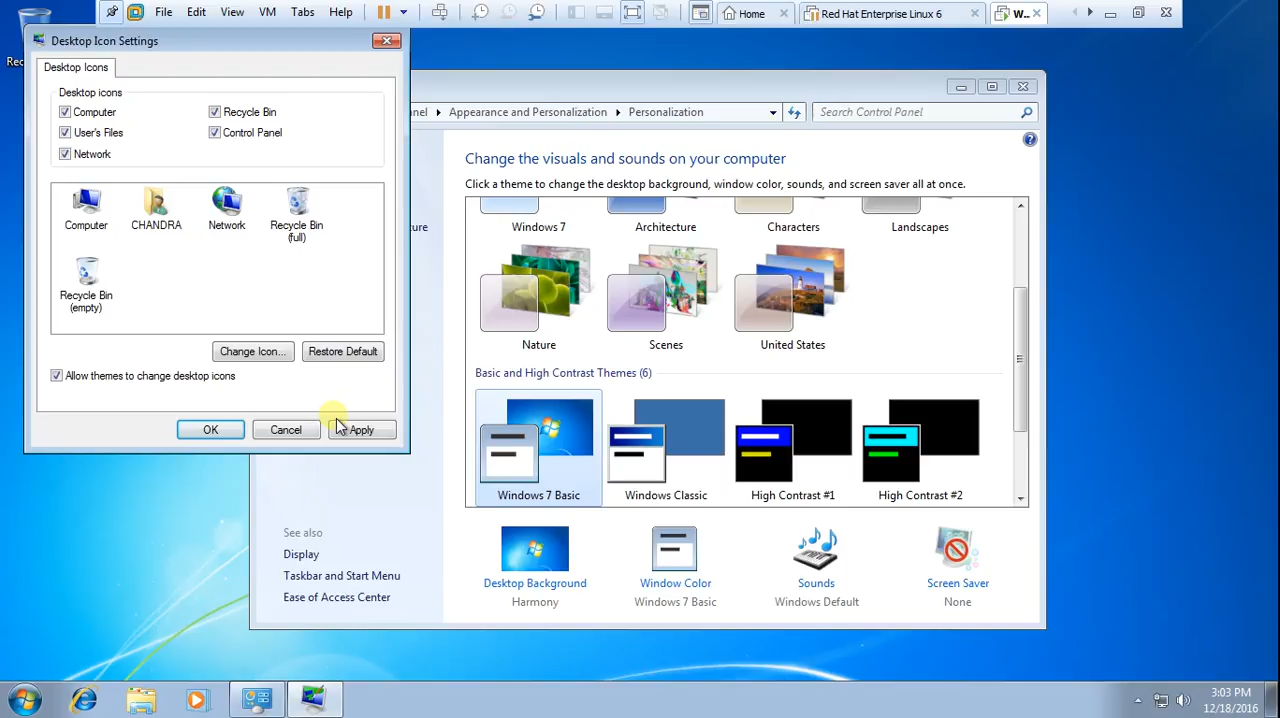 File Edit View VM Tabs Help
Home
Red Hat Enterprise Linux 6
W...
Rec
Desktop Icon Settings
Desktop Icons
Desktop icons
Computer
Recycle Bin
User's Files
Control Panel
Network
Computer
CHANDRA
Network
Recycle Bin
(full)
Recycle Bin
(empty)
Change Icon...
Restore Default
Allow themes to change desktop icons
OK
Cancel
Apply
nel
Appearance and Personalization
Personalization
Search Control Panel
Change the visuals and sounds on your computer
Click a theme to change the desktop background, window color, sounds, and screen saver all at once.
ture
Windows 7
Architecture
Characters
Landscapes
Nature
Scenes
United States
Basic and High Contrast Themes (6)
Windows 7 Basic
Windows Classic
High Contrast #1
High Contrast #2
See also
Display
Taskbar and Start Menu
Ease of Access Center
Desktop Background
Harmony
Window Color
Windows 7 Basic
Sounds
Windows Default
Screen Saver
None
3:03 PM
12/18/2016